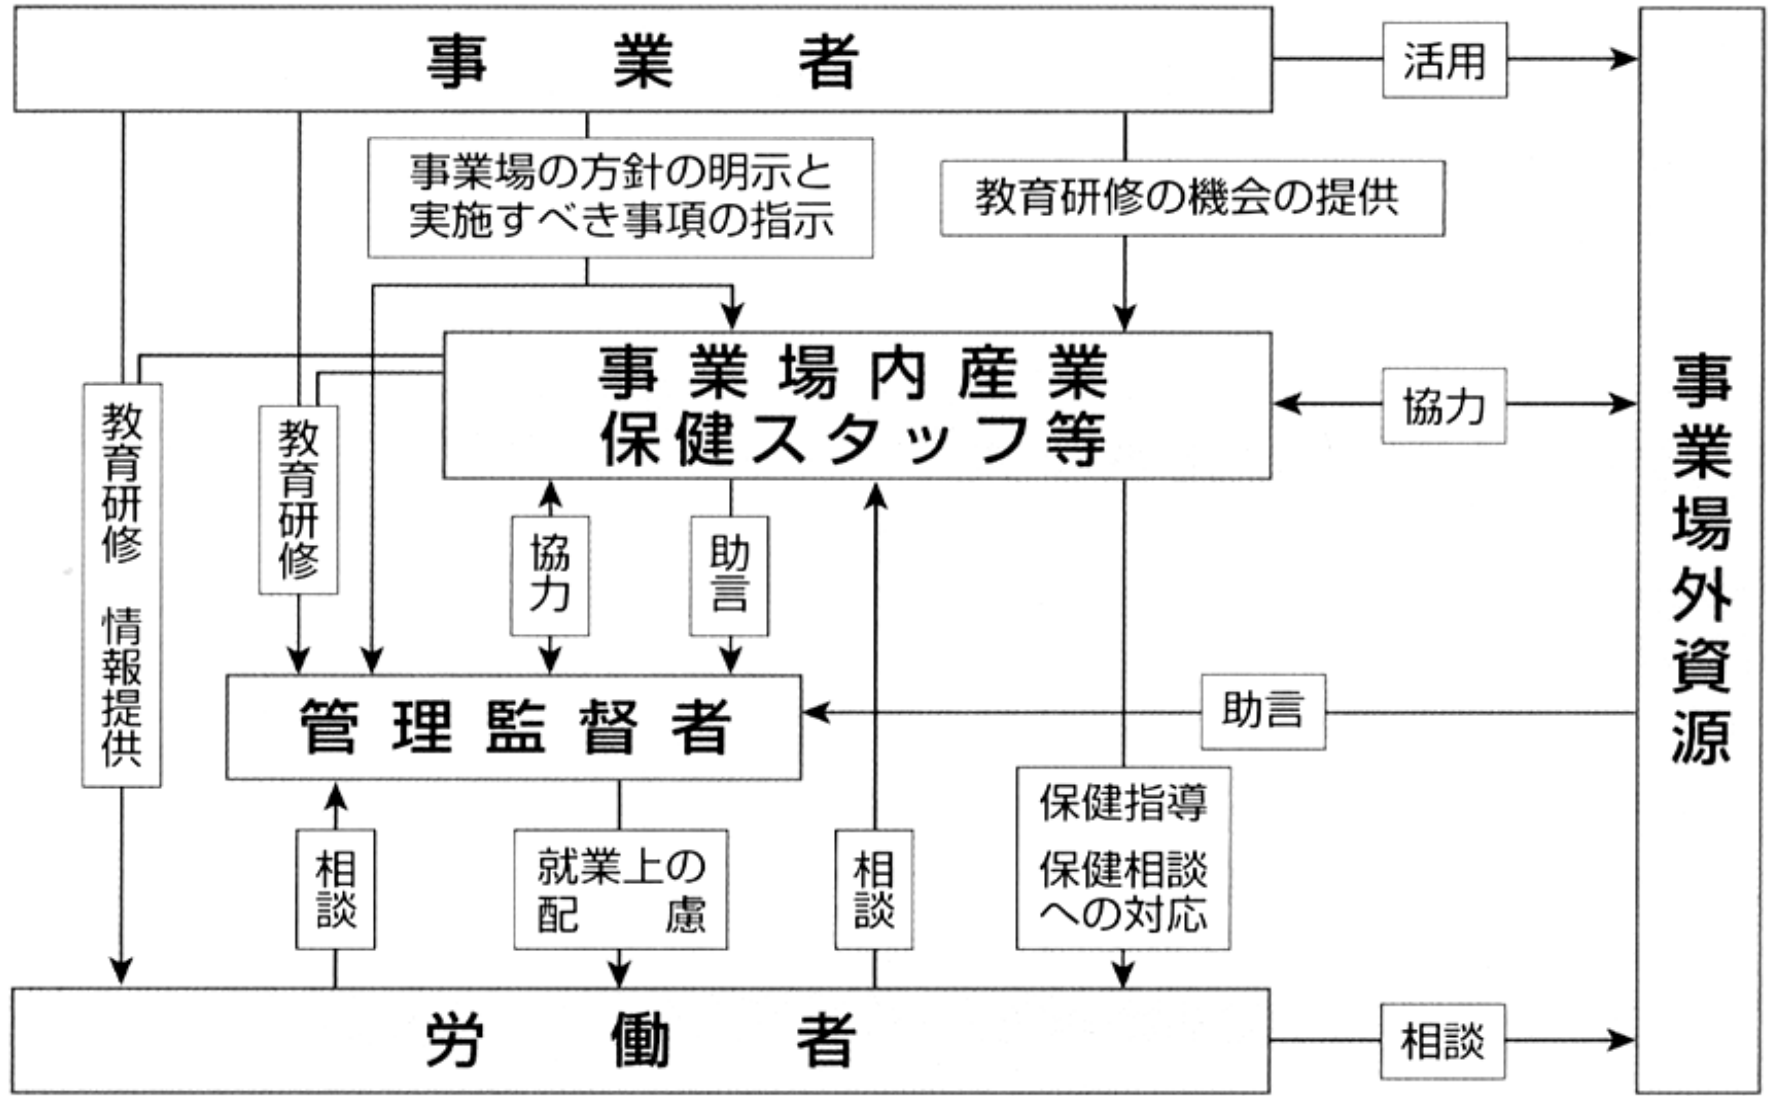 事業者
活用
事業場の方針の明示と
実施すべき事項の指示
教育研修の機会の提供
事業場内産業
保健スタッフ等
協力
事業場外資源
教育研修 情報提供
教育研修
協力
助言
管理監督者
助言
相談
就業上の
配慮
相談
保健指導
保健相談
への対応
労働者
相談